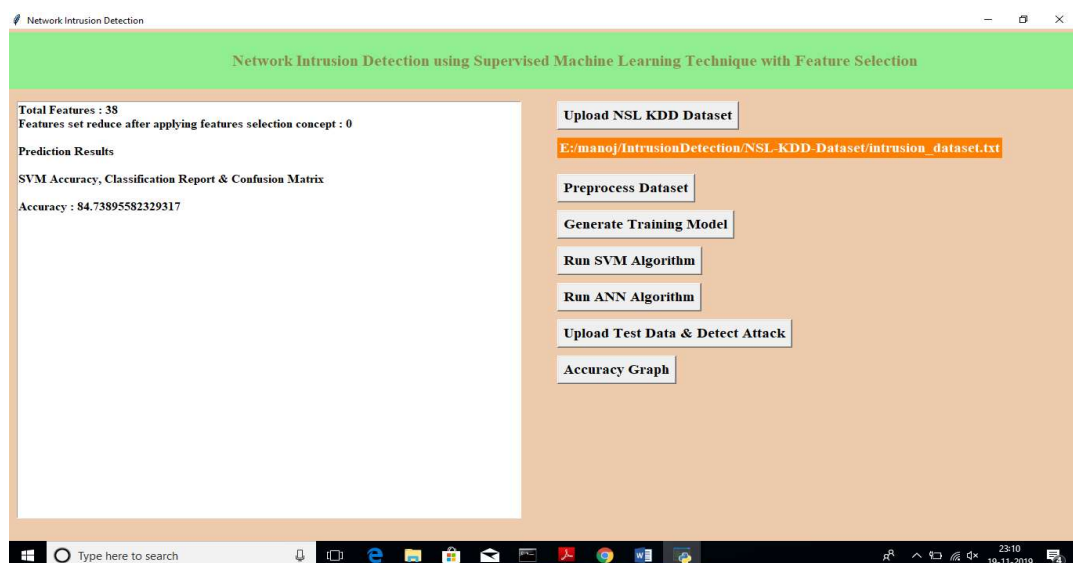 Network Intrusion Detection
Network Intrusion Detection using Supervised Machine Learning Technique with Feature Selection
Total Features : 38
Features set reduce after applying features selection concept : 0
Prediction Results
SVM Accuracy, Classification Report & Confusion Matrix
Accuracy : 84.73895582329317
Upload NSL KDD Dataset
E:/manoj/IntrusionDetection/NSL-KDD-Dataset/intrusion_dataset.txt
Preprocess Dataset
Generate Training Model
Run SVM Algorithm
Run ANN Algorithm
Upload Test Data & Detect Attack
Accuracy Graph
Type here to search
23:10
19-11-2019